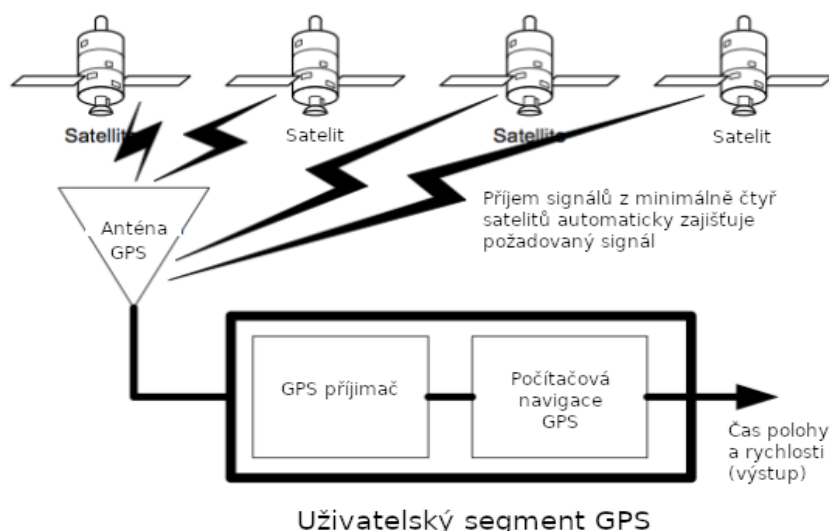 Satellite
Satelit
Satellite
Satelit
Příjem signálů z minimálně čtyř
satelitů automaticky zajišťuje
požadovaný signál
Anténa
GPS
GPS příjimač
Počítačová
navigace
GPS
Čas polohy
a rychlosti
(výstup)
Uživatelský segment GPS